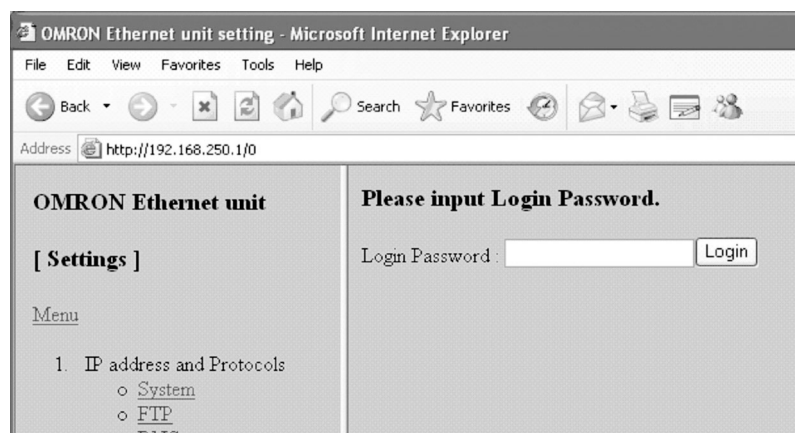 OMRON Ethernet unit setting - Microsoft Internet Explorer
File Edit View Favorites Tools Help
Back Search Favorites
Address http://192.168.250.1/0
OMRON Ethernet unit
[ Settings ]
Menu
1. IP address and Protocols
System
FTP
Please input Login Password.
Login Password : Login